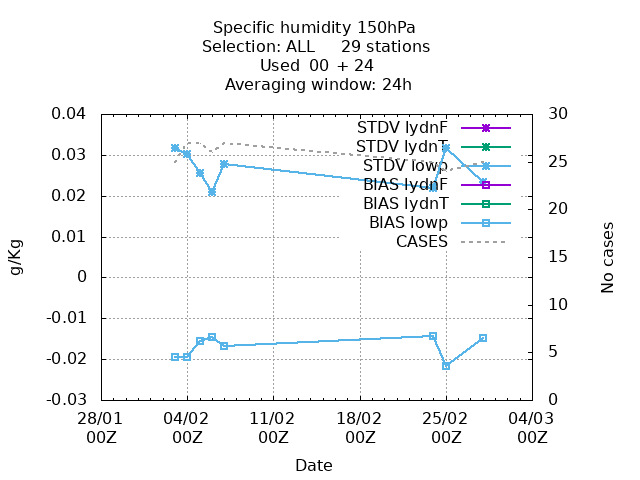 Specific humidity 150hPa
Selection: ALL 29 stations
Used 00 + 24
Averaging window: 24h
0.04
0.03
0.02
0.01
0
-0.01
-0.02
-0.03
g/Kg
30
25
20
15
10
5
0
No cases
STDV lydnF
STDV lydnT
STDV lowp
BIAS lydnF
BIAS lydnT
BIAS lowp
CASES
28/01 04/02 11/02 18/02 25/02 04/03
00Z 00Z 00Z 00Z 00Z 00Z
Date